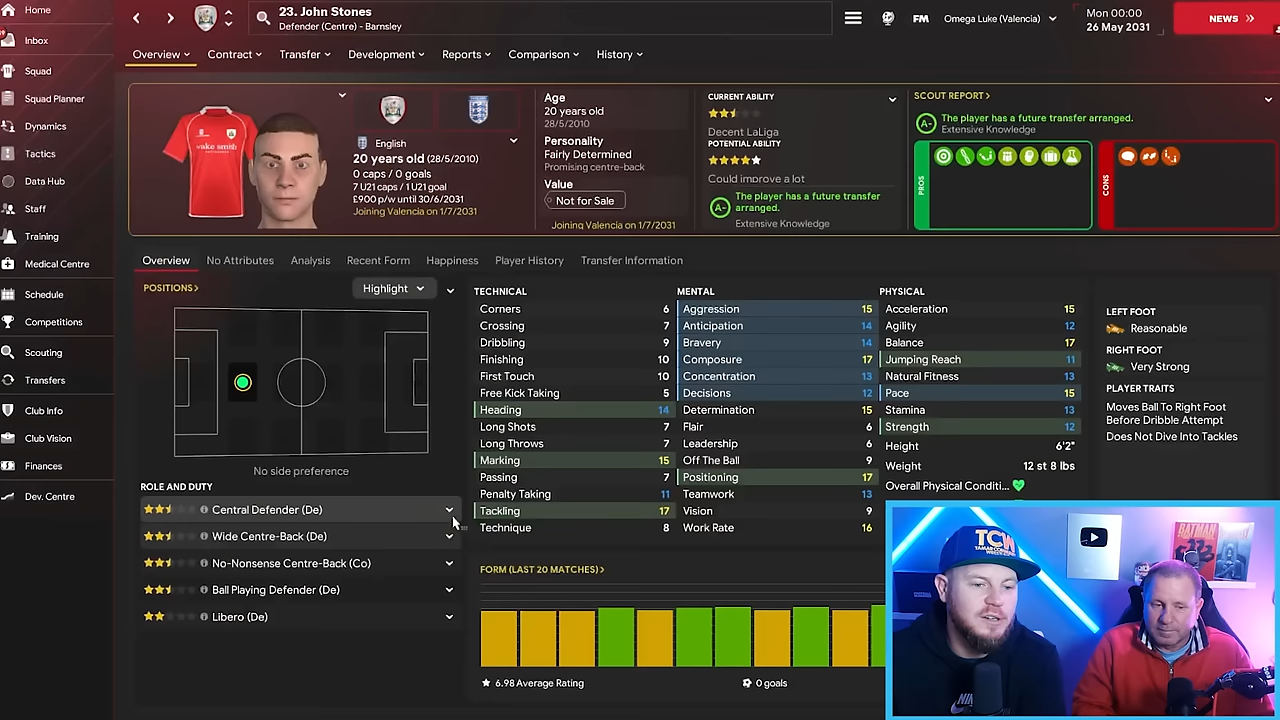 Home
Inbox
Squad
Squad Planner
Dynamics
Tactics
Data Hub
Staff
Training
Medical Centre
Schedule
Competitions
Scouting
Transfers
Club Info
Club Vision
Finances
Dev. Centre
23. John Stones
Defender (Centre) - Barnsley
FM
Omega Luke (Valencia)
Mon 00:00
26 May 2031
NEWS
Overview
Contract
Transfer
Development
Reports
Comparison
History
wake smith
English
20 years old (28/5/2010)
0 caps / 0 goals
7 U21 caps / 1 U21 goal
£900 p/w until 30/6/2031
Joining Valencia on 1/7/2031
Age
20 years old
28/5/2010
Personality
Fairly Determined
Promising centre-back
Value
Not for Sale
Joining Valencia on 1/7/2031
CURRENT ABILITY
Decent LaLiga
POTENTIAL ABILITY
Could improve a lot
A-
The player has a future transfer
arranged.
Extensive Knowledge
SCOUT REPORT >
A-
The player has a future transfer arranged.
Extensive Knowledge
PROS
CONS
Overview
No Attributes
Analysis
Recent Form
Happiness
Player History
Transfer Information
POSITIONS >
Highlight
No side preference
ROLE AND DUTY
Central Defender (De)
Wide Centre-Back (De)
No-Nonsense Centre-Back (Co)
Ball Playing Defender (De)
Libero (De)
TECHNICAL
Corners 6
Crossing 7
Dribbling 9
Finishing 10
First Touch 10
Free Kick Taking 5
Heading 14
Long Shots 7
Long Throws 7
Marking 15
Passing 7
Penalty Taking 11
Tackling 17
Technique 8
MENTAL
Aggression 15
Anticipation 14
Bravery 14
Composure 17
Concentration 13
Decisions 12
Determination 15
Flair 6
Leadership 6
Off The Ball 9
Positioning 17
Teamwork 13
Vision 9
Work Rate 16
PHYSICAL
Acceleration 15
Agility 12
Balance 17
Jumping Reach 11
Natural Fitness 13
Pace 15
Stamina 13
Strength 12
Height 6'2"
Weight 12 st 8 lbs
Overall Physical Conditi...
LEFT FOOT
Reasonable
RIGHT FOOT
Very Strong
PLAYER TRAITS
Moves Ball To Right Foot
Before Dribble Attempt
Does Not Dive Into Tackles
FORM (LAST 20 MATCHES) >
6.98 Average Rating
0 goals
TCW
BATMAN